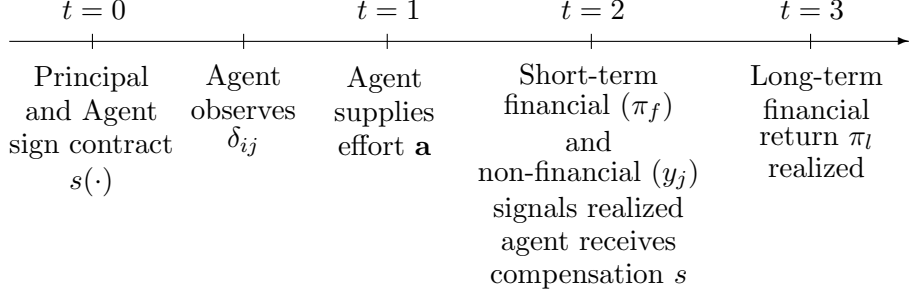 t = 0
t = 1
t = 2
t = 3
Principal
and Agent
sign contract
s(·)
Agent
observes
δij
Agent
supplies
effort a
Short-term
financial (πf)
and
non-financial (yj)
signals realized
agent receives
compensation s
Long-term
financial
return πl
realized